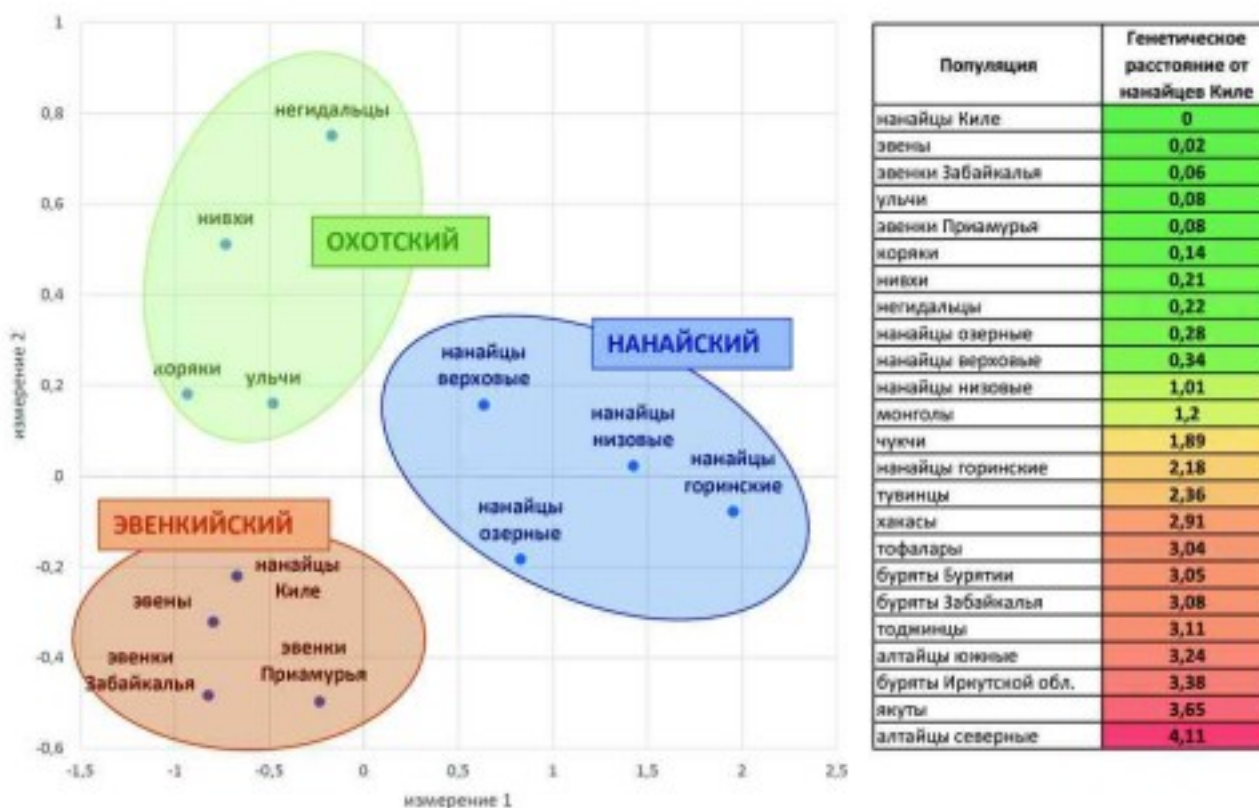 1
0,8
0,6
0,4
0,2
0
-0,2
-0,4
-0,6
измерение 2
негидальцы
нивхи
ОХОТСКИЙ
коряки
ульчи
НАНАЙСКИЙ
нанайцы
верховые
нанайцы
низовые
нанайцы
горинские
нанайцы
озерные
ЭВЕНКИЙСКИЙ
нанайцы
Киле
эвены
эвенки
Забайкалья
эвенки
Приамурья
-1,5 -1 -0,5 0 0,5 1 1,5 2 2,5
измерение 1
Популяция
Генетическое
расстояние от
нанайцев Киле
нанайцы Киле 0
эвены 0,02
эвенки Забайкалья 0,06
ульчи 0,08
эвенки Приамурья 0,08
коряки 0,14
нивхи 0,21
негидальцы 0,22
нанайцы озерные 0,28
нанайцы верховые 0,34
нанайцы низовые 1,01
монголы 1,2
чукчи 1,89
нанайцы горинские 2,18
тувинцы 2,36
хакасы 2,91
тофалары 3,04
буряты Бурятии 3,05
буряты Забайкалья 3,08
тоджинцы 3,11
алтайцы южные 3,24
буряты Иркутской обл. 3,38
якуты 3,65
алтайцы северные 4,11